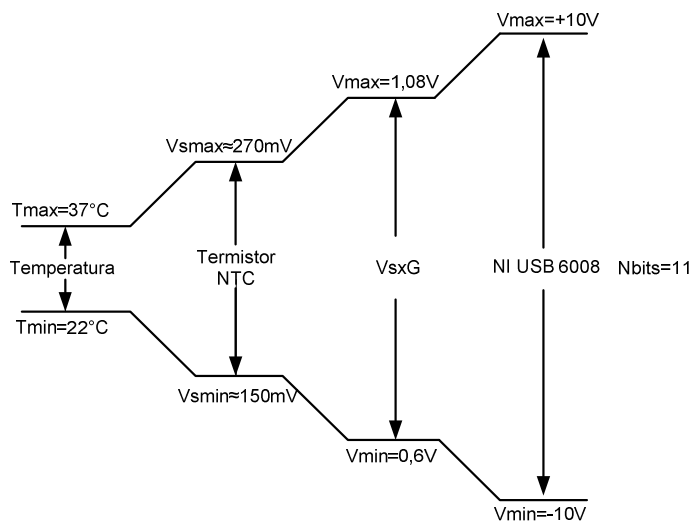 Vmax=+10V
Vmax=1,08V
Vsmax≈270mV
Tmax=37°C
Temperatura
Termistor
NTC
VsxG
NI USB 6008
Nbits=11
Tmin=22°C
Vsmin≈150mV
Vmin=0,6V
Vmin=-10V